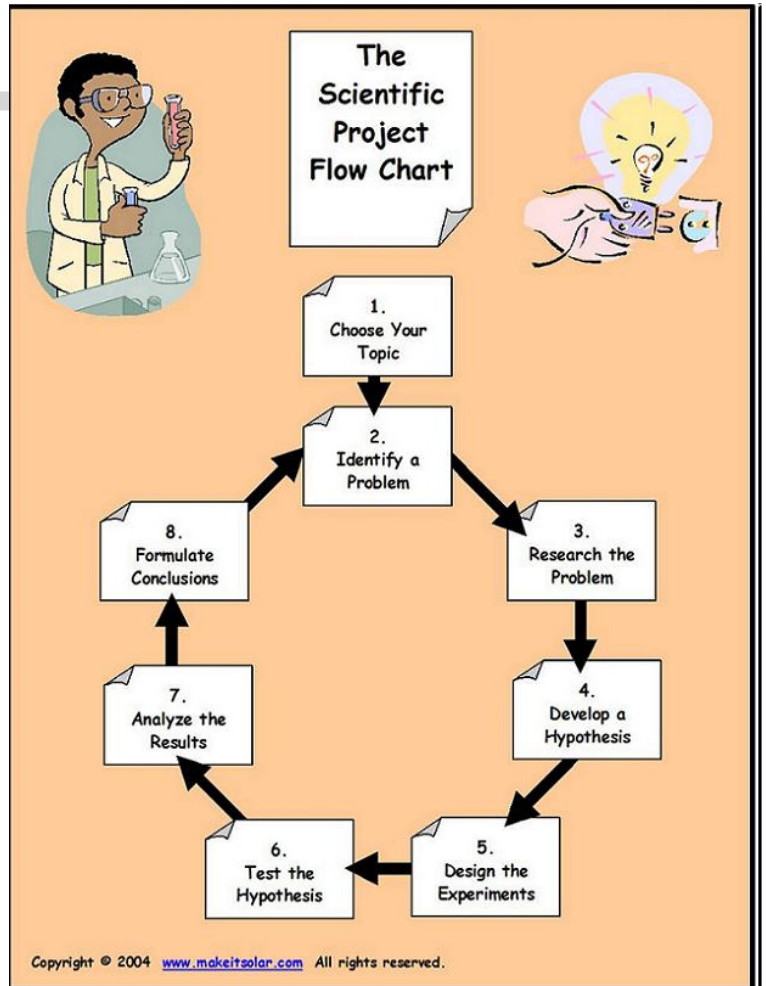 The
Scientific
Project
Flow Chart
1.
Choose Your
Topic
2.
Identify a
Problem
3.
Research the
Problem
4.
Develop a
Hypothesis
5.
Design the
Experiments
6.
Test the
Hypothesis
7.
Analyze the
Results
8.
Formulate
Conclusions
Copyright © 2004 www.makeitsolar.com All rights reserved.